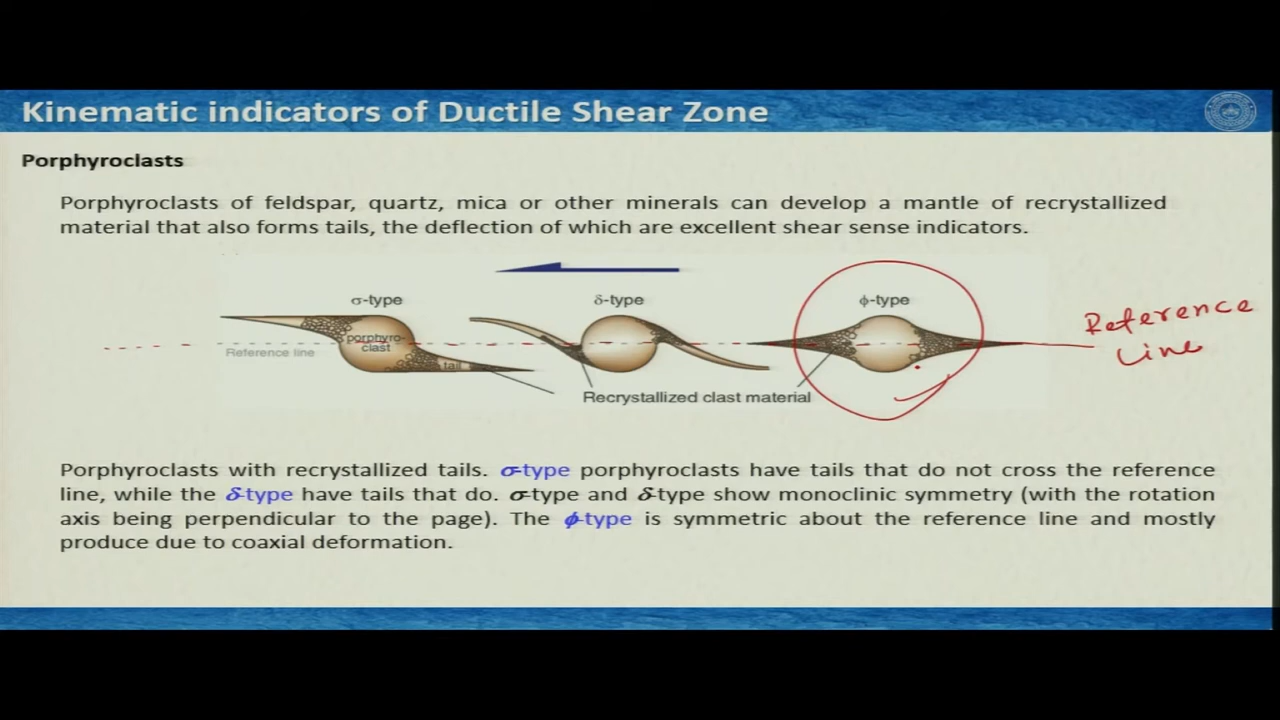 Kinematic indicators of Ductile Shear Zone
Porphyroclasts
Porphyroclasts of feldspar, quartz, mica or other minerals can develop a mantle of recrystallized
material that also forms tails, the deflection of which are excellent shear sense indicators.
σ-type
δ-type
ϕ-type
Reference
Line
porphyro-
clast
Reference line
tail
Recrystallized clast material
Porphyroclasts with recrystallized tails. σ-type porphyroclasts have tails that do not cross the reference
line, while the δ-type have tails that do. σ-type and δ-type show monoclinic symmetry (with the rotation
axis being perpendicular to the page). The ϕ-type is symmetric about the reference line and mostly
produce due to coaxial deformation.